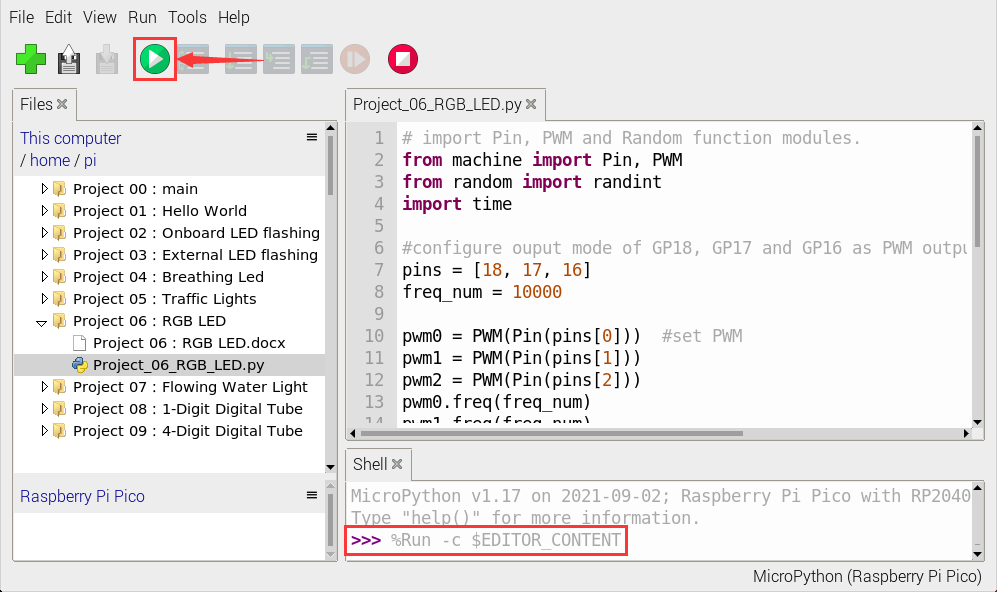 File Edit View Run Tools Help
Files
This computer
/ home / pi
Project 00 : main
Project 01 : Hello World
Project 02 : Onboard LED flashing
Project 03 : External LED flashing
Project 04 : Breathing Led
Project 05 : Traffic Lights
Project 06 : RGB LED
Project 06 : RGB LED.docx
Project_06_RGB_LED.py
Project 07 : Flowing Water Light
Project 08 : 1-Digit Digital Tube
Project 09 : 4-Digit Digital Tube
Raspberry Pi Pico
Project_06_RGB_LED.py
1 # import Pin, PWM and Random function modules.
2 from machine import Pin, PWM
3 from random import randint
4 import time
5
6 #configure ouput mode of GP18, GP17 and GP16 as PWM outpu
7 pins = [18, 17, 16]
8 freq_num = 10000
9
10 pwm0 = PWM(Pin(pins[0]))  #set PWM
11 pwm1 = PWM(Pin(pins[1]))
12 pwm2 = PWM(Pin(pins[2]))
13 pwm0.freq(freq_num)
14 pwm1.freq(freq_num)
Shell
MicroPython v1.17 on 2021-09-02; Raspberry Pi Pico with RP2040
Type "help()" for more information.
>>> %Run -c $EDITOR_CONTENT
MicroPython (Raspberry Pi Pico)